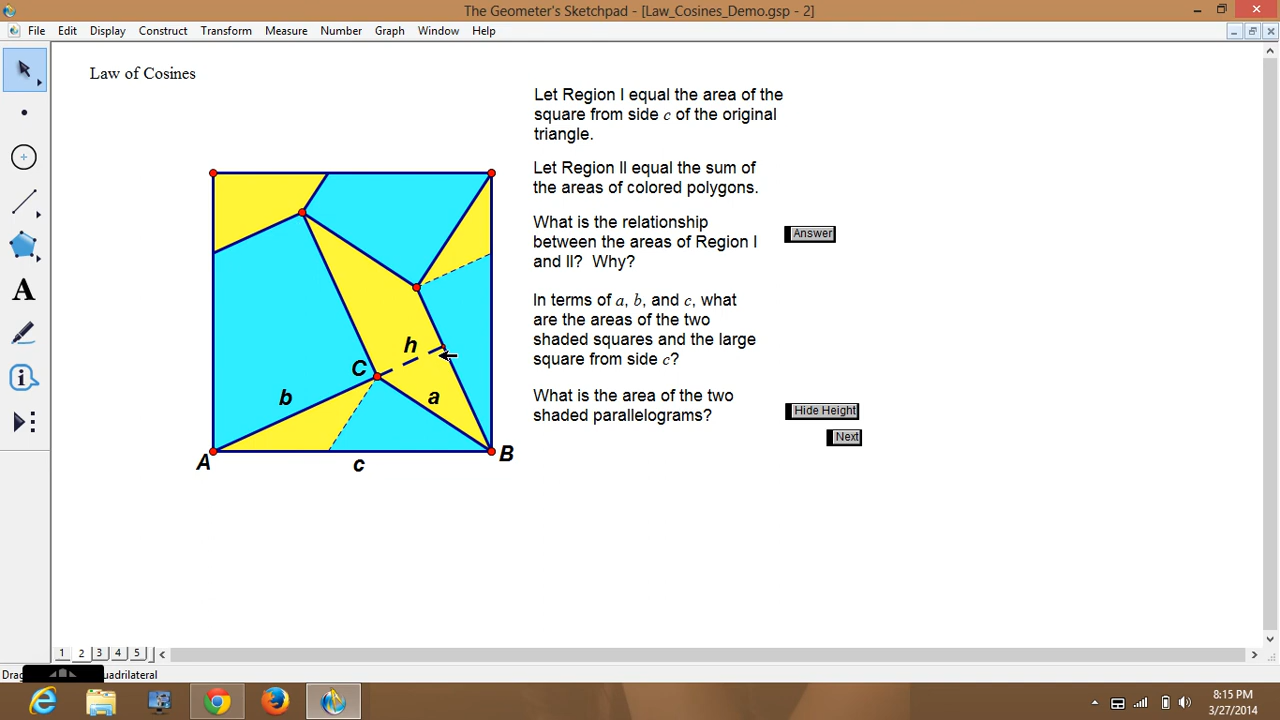 The Geometer's Sketchpad - [Law_Cosines_Demo.gsp - 2]
File Edit Display Construct Transform Measure Number Graph Window Help
Law of Cosines
Let Region I equal the area of the
square from side c of the original
triangle.
Let Region II equal the sum of
the areas of colored polygons.
What is the relationship
between the areas of Region I
and II? Why?
Answer
In terms of a, b, and c, what
are the areas of the two
shaded squares and the large
square from side c?
What is the area of the two
shaded parallelograms?
Hide Height
Next
h
C
b
a
A
B
c
A
1 2 3 4 5
uadrilateral
8:15 PM
3/27/2014